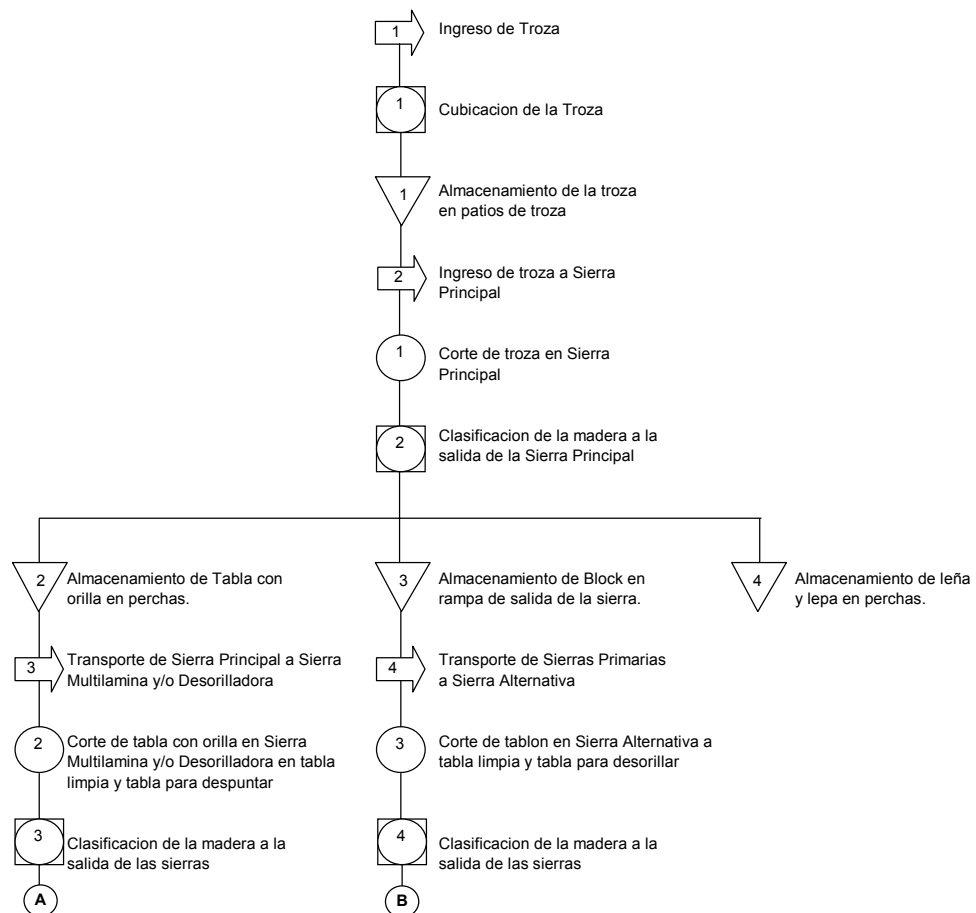 1
Ingreso de Troza
1
Cubicacion de la Troza
1
Almacenamiento de la troza
en patios de troza
2
Ingreso de troza a Sierra
Principal
1
Corte de troza en Sierra
Principal
2
Clasificacion de la madera a la
salida de la Sierra Principal
2
Almacenamiento de Tabla con
orilla en perchas.
3
Almacenamiento de Block en
rampa de salida de la sierra.
4
Almacenamiento de leña
y lepa en perchas.
3
Transporte de Sierra Principal a Sierra
Multilamina y/o Desorilladora
4
Transporte de Sierras Primarias
a Sierra Alternativa
2
Corte de tabla con orilla en Sierra
Multilamina y/o Desorilladora en tabla
limpia y tabla para despuntar
3
Corte de tablon en Sierra Alternativa a
tabla limpia y tabla para desorillar
3
Clasificacion de la madera a la
salida de las sierras
4
Clasificacion de la madera a la
salida de las sierras
A
B